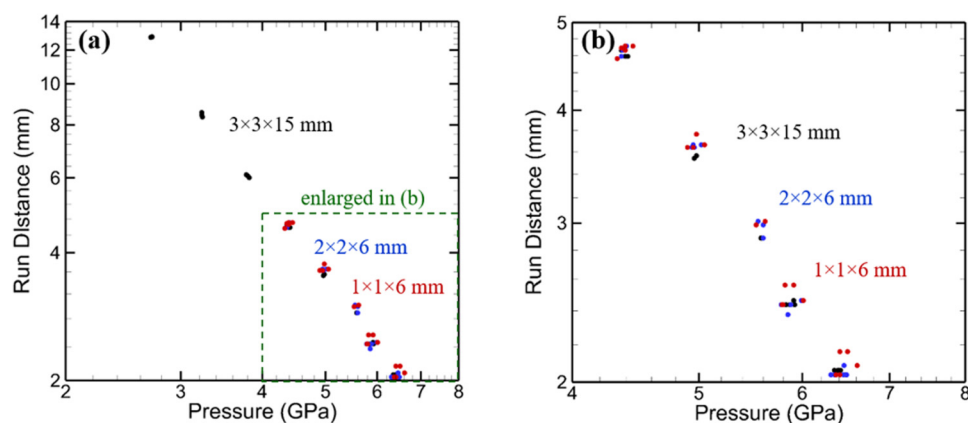 (a)
14
12
10
8
6
4
2
Run DIstance (mm)
3×3×15 mm
enlarged in (b)
2×2×6 mm
1×1×6 mm
2 3 4 5 6 7 8
Pressure (GPa)
(b)
5
4
3
2
Run Distance (mm)
3×3×15 mm
2×2×6 mm
1×1×6 mm
4 5 6 7 8
Pressure (GPa)